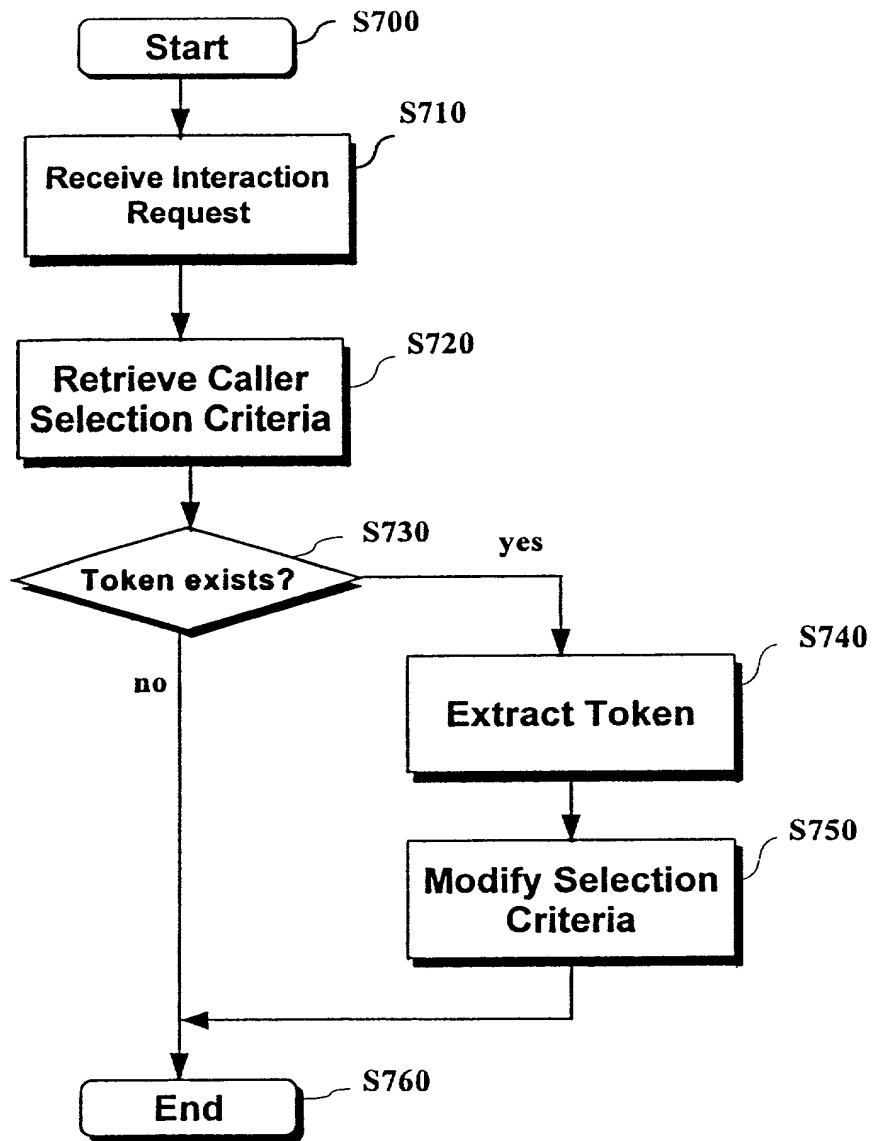 Start
S700
S710
Receive Interaction
Request
S720
Retrieve Caller
Selection Criteria
S730
yes
Token exists?
S740
no
Extract Token
S750
Modify Selection
Criteria
S760
End